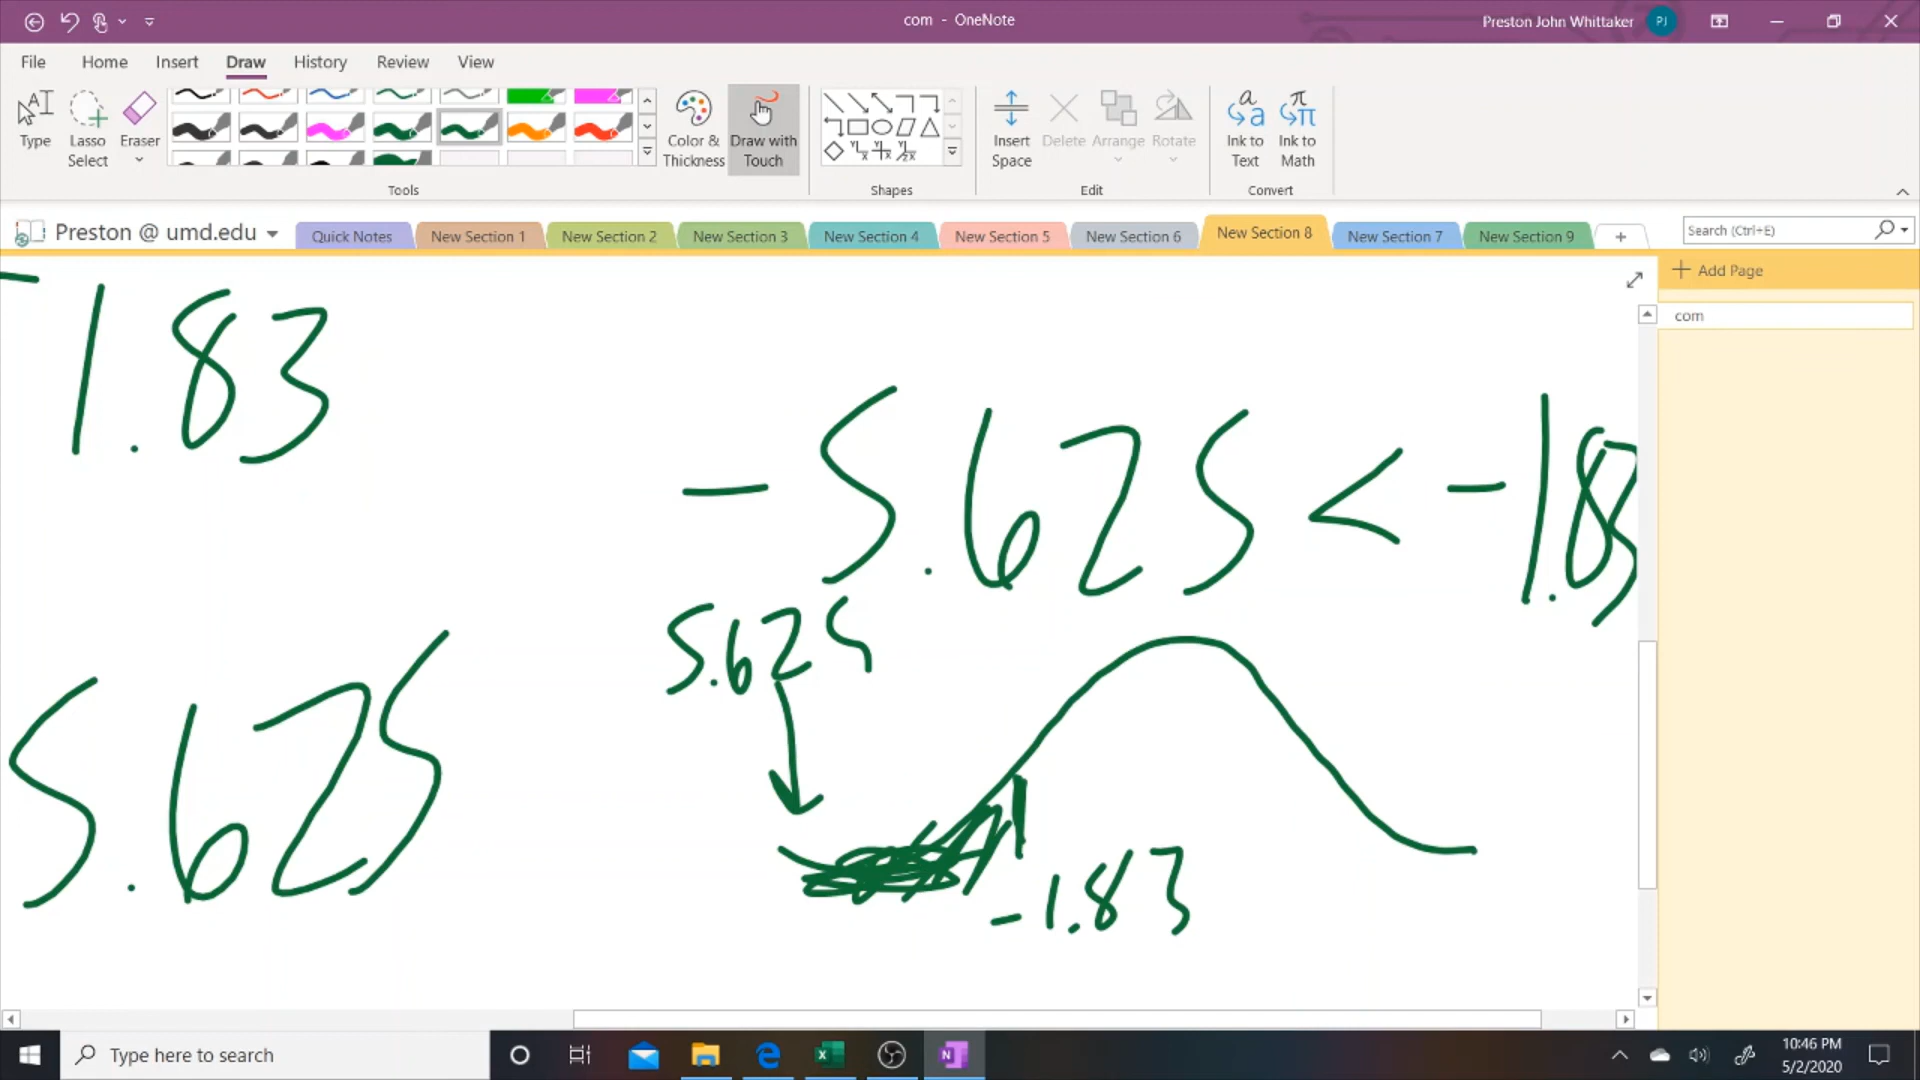 com - OneNote
Preston John Whittaker
PJ
File
Home
Insert
Draw
History
Review
View
Type
Lasso Select
Eraser
Color & Thickness
Draw with Touch
Insert Space
Delete
Arrange
Rotate
Ink to Text
Ink to Math
Tools
Shapes
Edit
Convert
Preston @ umd.edu
Quick Notes
New Section 1
New Section 2
New Section 3
New Section 4
New Section 5
New Section 6
New Section 8
New Section 7
New Section 9
Search (Ctrl+E)
Add Page
com
- 1.83
- 5.625 < - 1.83
5.625
5.625
- 1.83
Type here to search
10:46 PM
5/2/2020